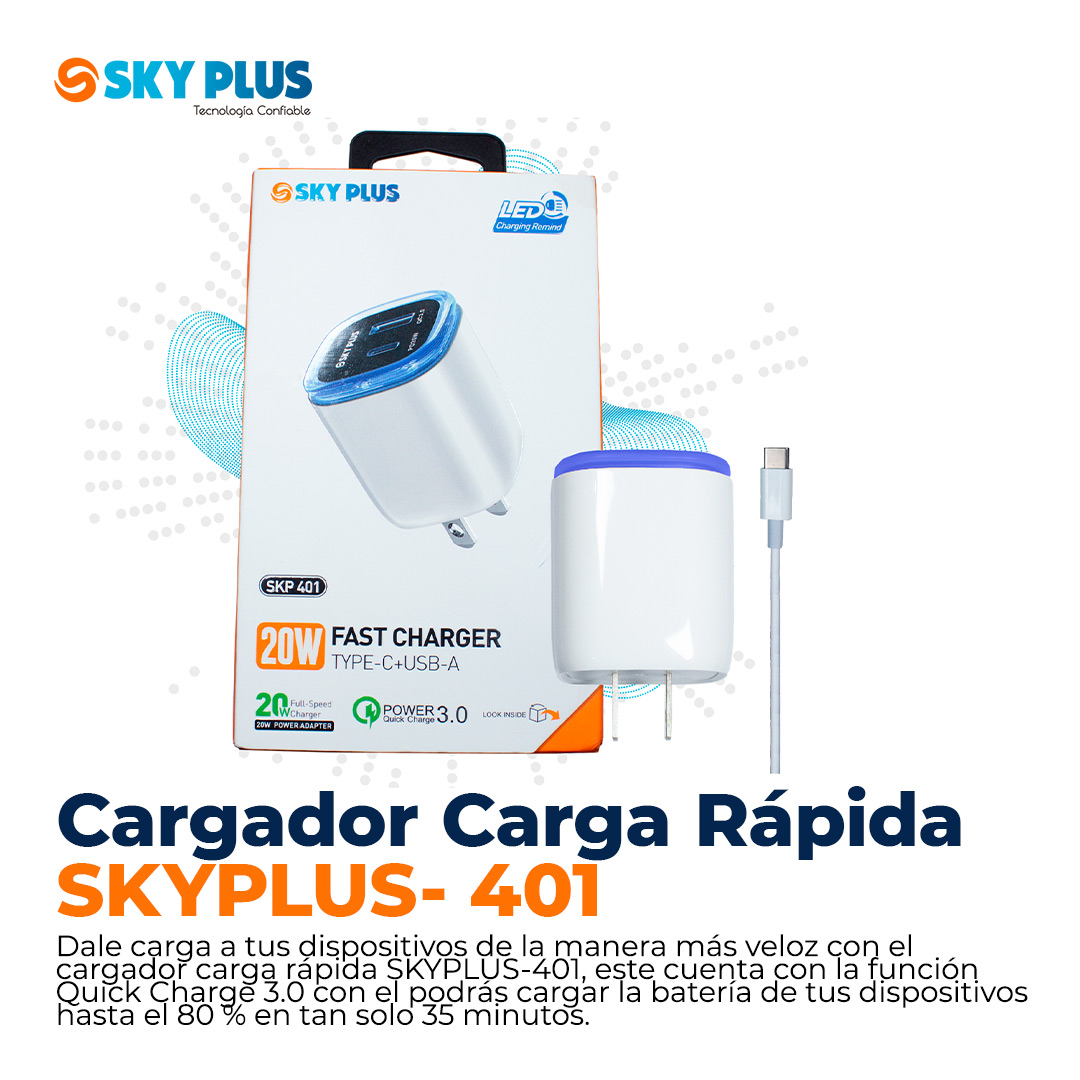 SKY PLUS
Tecnología Confiable
SKY PLUS
LED
Charging Remind
SKY PLUS
QC3.0
SKP 401
20W FAST CHARGER
TYPE-C+USB-A
20W Full-Speed
Charger
20W POWER ADAPTER
POWER 3.0
Quick Charge
LOOK INSIDE
Cargador Carga Rápida
SKYPLUS- 401
Dale carga a tus dispositivos de la manera más veloz con el
cargador carga rápida SKYPLUS-401, este cuenta con la función
Quick Charge 3.0 con el podrás cargar la batería de tus dispositivos
hasta el 80 % en tan solo 35 minutos.